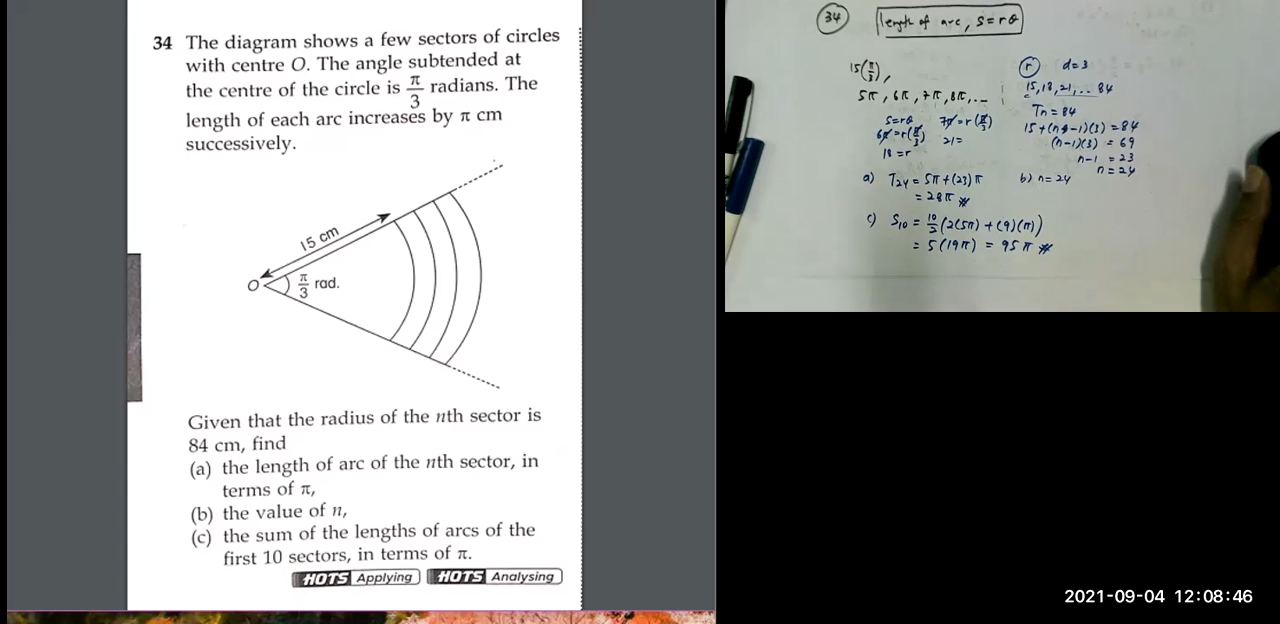 34 The diagram shows a few sectors of circles
with centre O. The angle subtended at
the centre of the circle is π/3 radians. The
length of each arc increases by π cm
successively.
15 cm
O
π/3 rad.
Given that the radius of the nth sector is
84 cm, find
(a) the length of arc of the nth sector, in
terms of π,
(b) the value of n,
(c) the sum of the lengths of arcs of the
first 10 sectors, in terms of π.
HOTS Applying HOTS Analysing
34 length of arc, s = rθ
15(π/3),
5π, 6π, 7π, 8π, ...
s = rθ
6π = r(π/3)
18 = r
7π = r(π/3)
21 =
a) T24 = 5π + (23)π
= 28π
c) S10 = 10/2 (2(5π) + (9)(π))
= 5(19π) = 95π
r d = 3
15, 18, 21, ... 84
Tn = 84
15 + (n-1)(3) = 84
(n-1)(3) = 69
n-1 = 23
n = 24
b) n = 24
2021-09-04 12:08:46